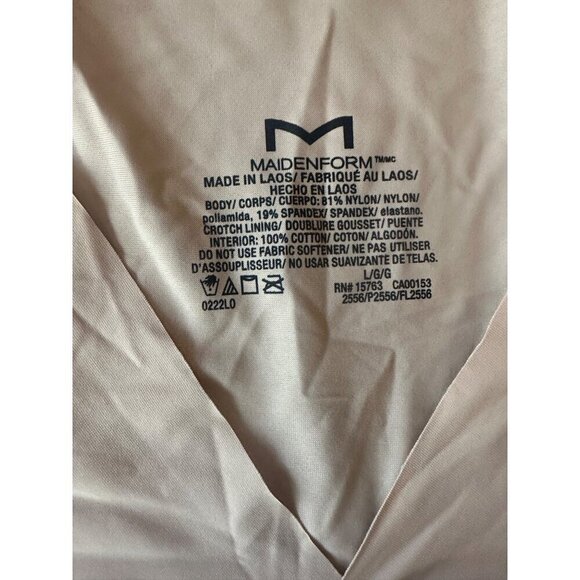 MAIDENFORM™/MC
MADE IN LAOS/ FABRIQUÉ AU LAOS/
HECHO EN LAOS
BODY/ CORPS/ CUERPO: 81% NYLON/ NYLON/
poliamida, 19% SPANDEX/ SPANDEX/ elastano.
CROTCH LINING/ DOUBLURE GOUSSET/ PUENTE
INTERIOR: 100% COTTON/ COTON/ ALGODÓN.
DO NOT USE FABRIC SOFTENER/ NE PAS UTILISER
D'ASSOUPLISSEUR/ NO USAR SUAVIZANTE DE TELAS.
L/G/G
RN# 15763 CA00153
0222LO 2556/P2556/FL2556